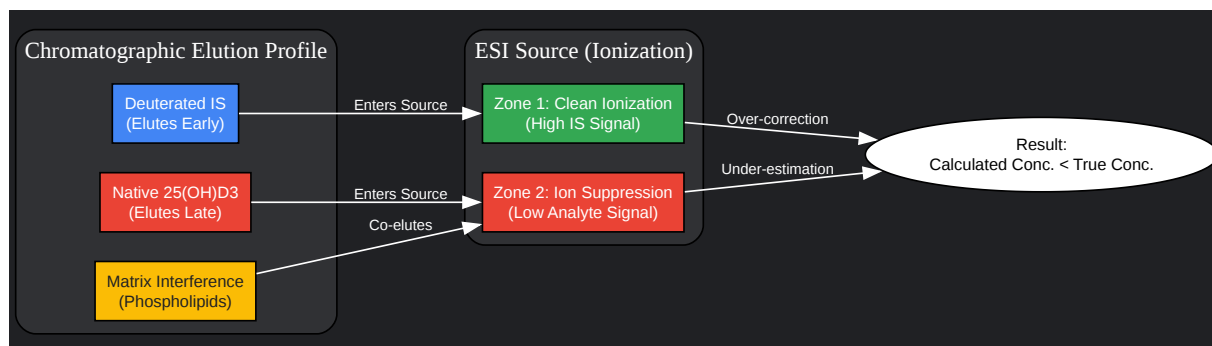 Chromatographic Elution Profile
ESI Source (Ionization)
Deuterated IS
(Elutes Early)
Enters Source
Zone 1: Clean Ionization
(High IS Signal)
Over-correction
Result:
Calculated Conc. < True Conc.
Native 25(OH)D3
(Elutes Late)
Enters Source
Zone 2: Ion Suppression
(Low Analyte Signal)
Under-estimation
Co-elutes
Matrix Interference
(Phospholipids)